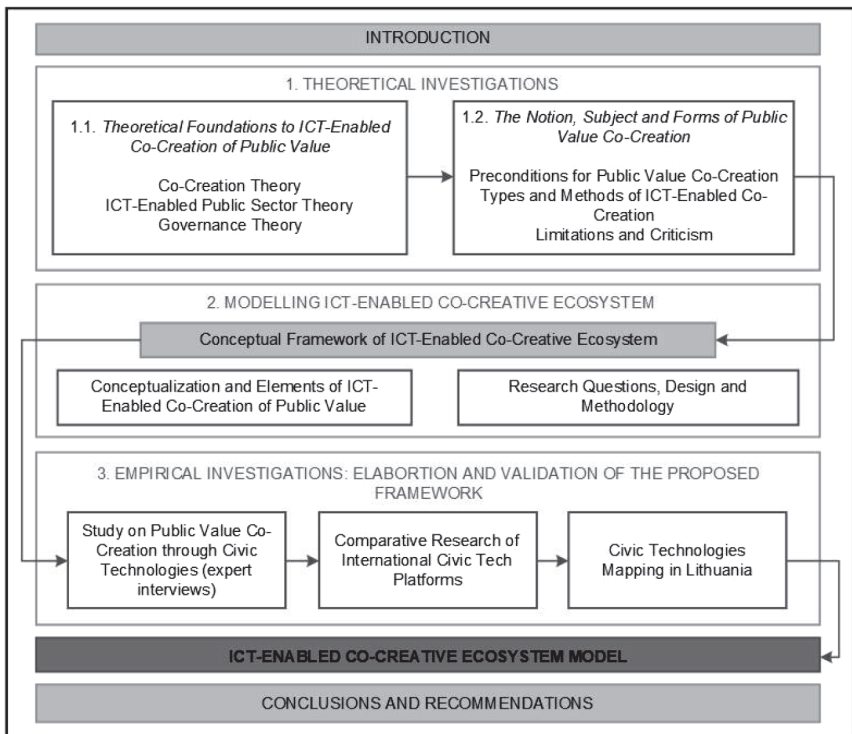 INTRODUCTION
1. THEORETICAL INVESTIGATIONS
1.1. Theoretical Foundations to ICT-Enabled
Co-Creation of Public Value
Co-Creation Theory
ICT-Enabled Public Sector Theory
Governance Theory
1.2. The Notion, Subject and Forms of Public
Value Co-Creation
Preconditions for Public Value Co-Creation
Types and Methods of ICT-Enabled Co-
Creation
Limitations and Criticism
2. MODELLING ICT-ENABLED CO-CREATIVE ECOSYSTEM
Conceptual Framework of ICT-Enabled Co-Creative Ecosystem
Conceptualization and Elements of ICT-
Enabled Co-Creation of Public Value
Research Questions, Design and
Methodology
3. EMPIRICAL INVESTIGATIONS: ELABORTION AND VALIDATION OF THE PROPOSED
FRAMEWORK
Study on Public Value Co-
Creation through Civic
Technologies (expert
interviews)
Comparative Research of
International Civic Tech
Platforms
Civic Technologies
Mapping in Lithuania
ICT-ENABLED CO-CREATIVE ECOSYSTEM MODEL
CONCLUSIONS AND RECOMMENDATIONS